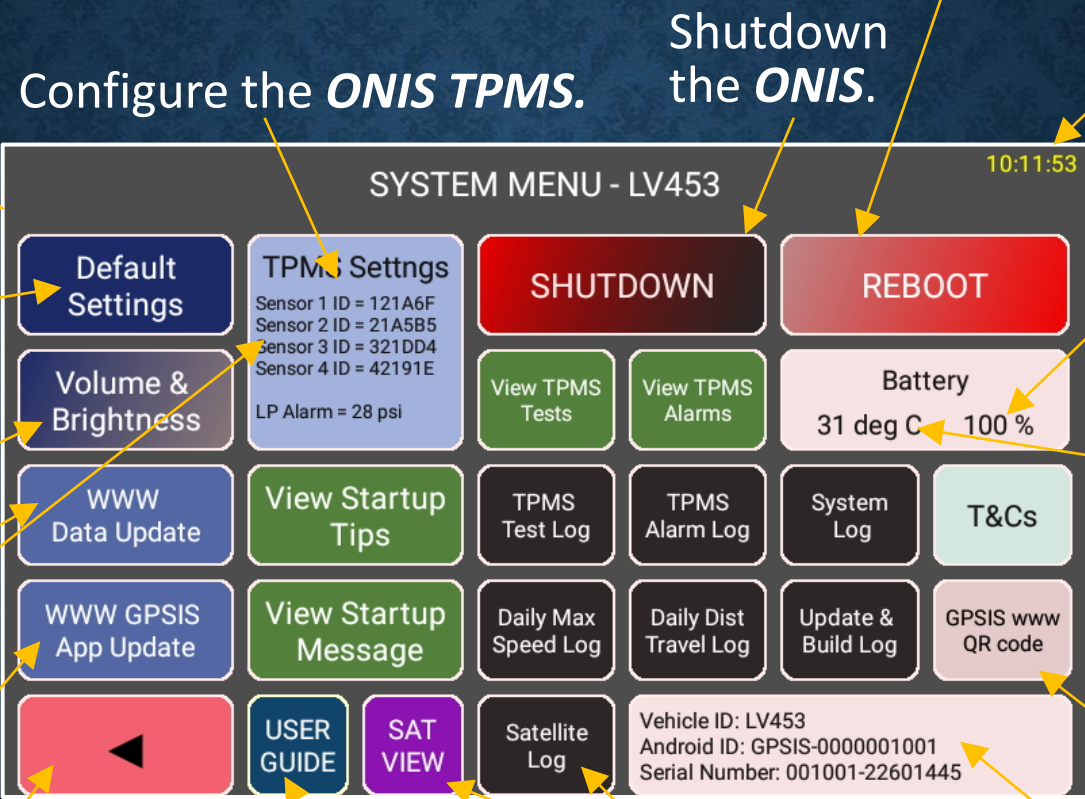 Shutdown
the ONIS.
Configure the ONIS TPMS.
10:11:53
SYSTEM MENU - LV453
Default
Settings
TPMS Settngs
Sensor 1 ID = 121A6F
Sensor 2 ID = 21A5B5
Sensor 3 ID = 321DD4
Sensor 4 ID = 42191E
LP Alarm = 28 psi
SHUTDOWN
REBOOT
Volume &
Brightness
View TPMS
Tests
View TPMS
Alarms
Battery
31 deg C 100 %
WWW
Data Update
View Startup
Tips
TPMS
Test Log
TPMS
Alarm Log
System
Log
T&Cs
WWW GPSIS
App Update
View Startup
Message
Daily Max
Speed Log
Daily Dist
Travel Log
Update &
Build Log
GPSIS www
QR code
USER
GUIDE
SAT
VIEW
Satellite
Log
Vehicle ID: LV453
Android ID: GPSIS-0000001001
Serial Number: 001001-22601445